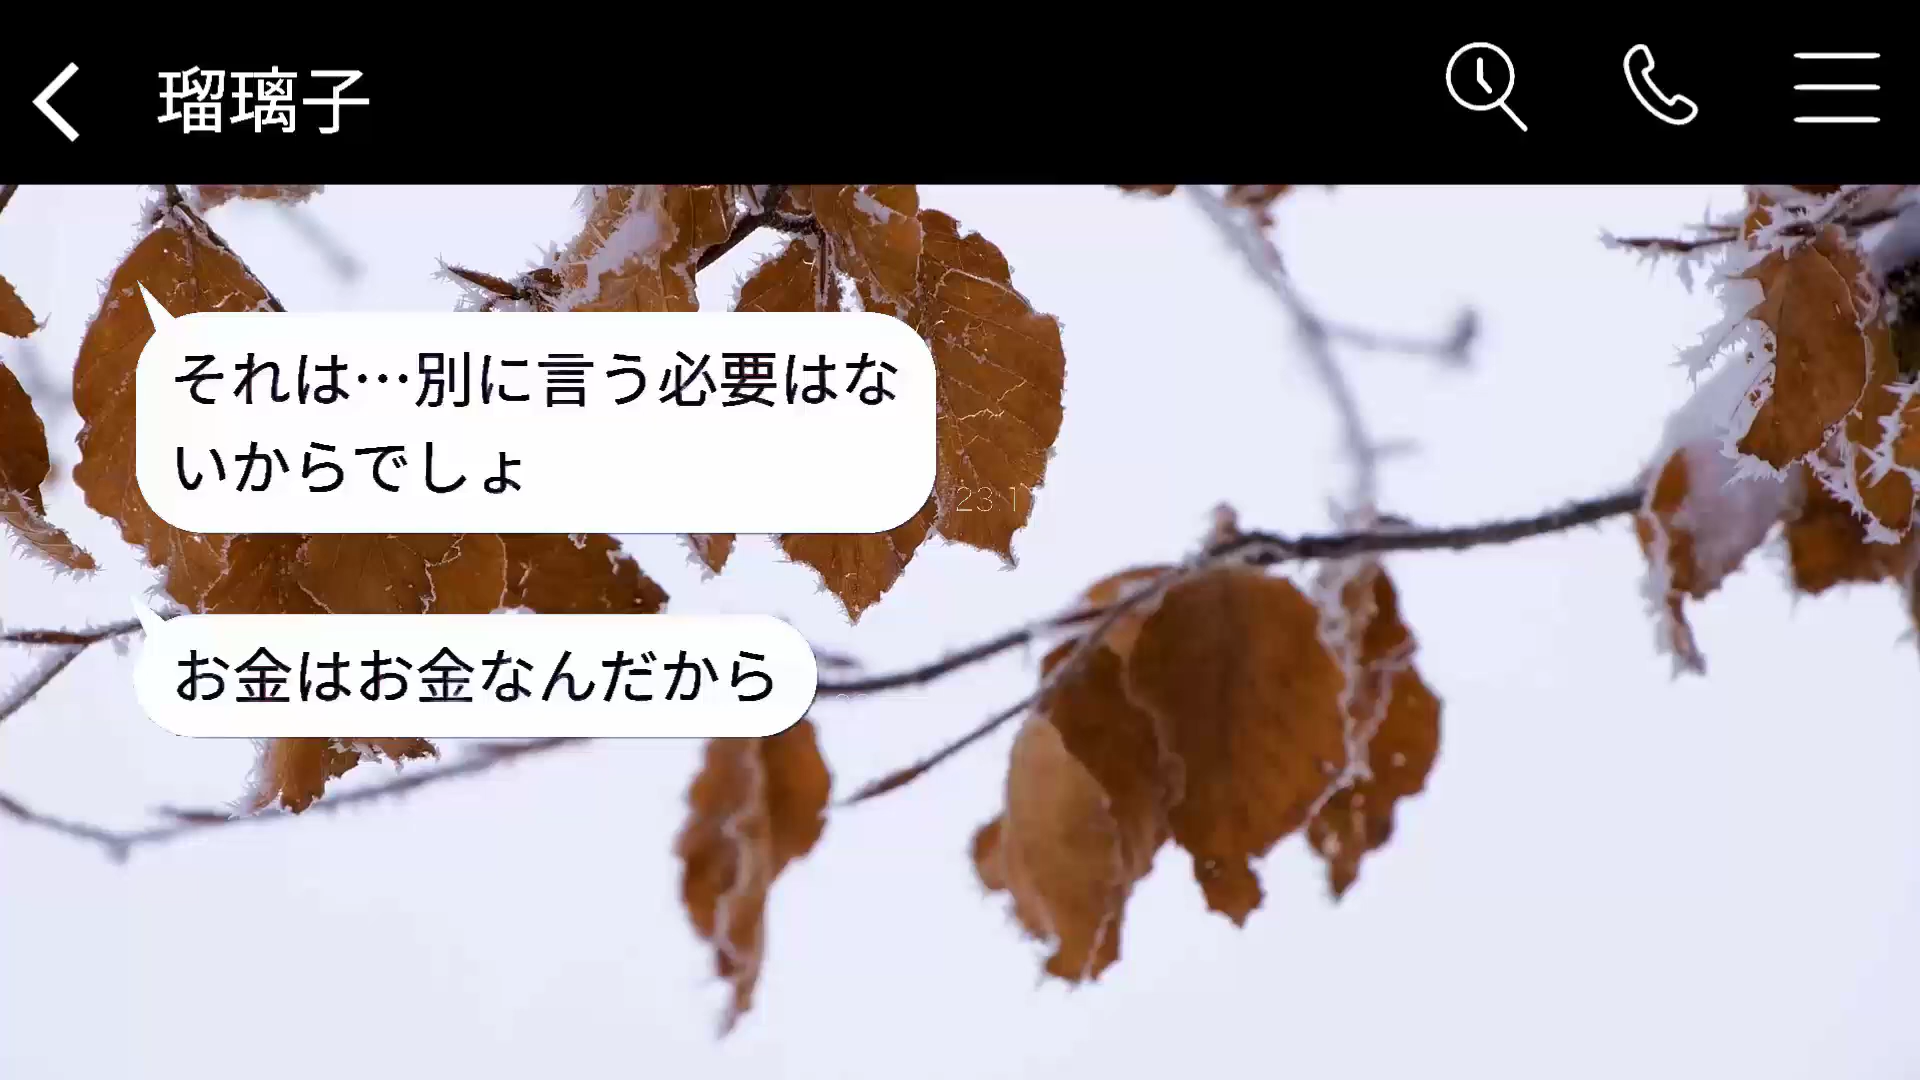 瑠璃子
それは…別に言う必要はな
いからでしょ
お金はお金なんだから